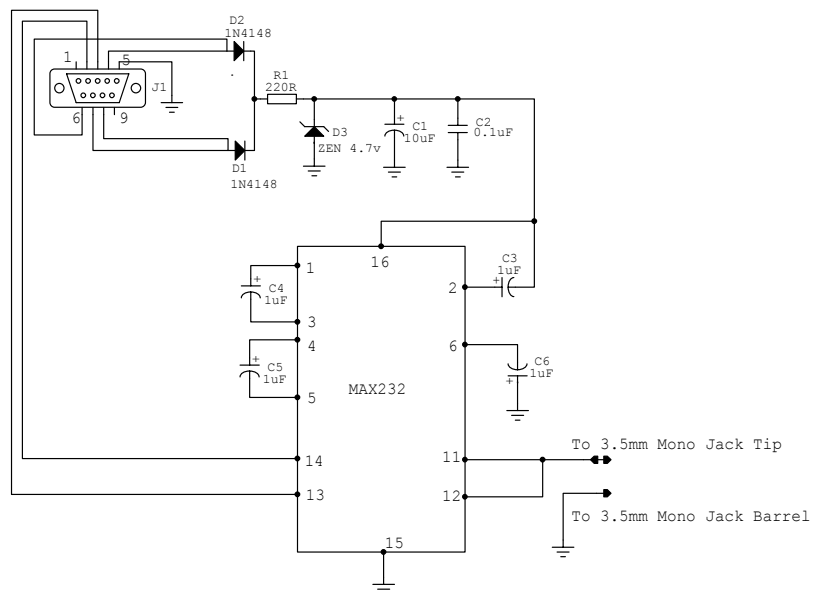 D2
1N4148
1
5
J1
6
9
R1
220R
D3
ZEN 4.7v
C1
10uF
C2
0.1uF
D1
1N4148
16
1
C4
1uF
3
4
C5
1uF
5
2
C3
1uF
6
C6
1uF
MAX232
14
13
11
12
15
To 3.5mm Mono Jack Tip
To 3.5mm Mono Jack Barrel